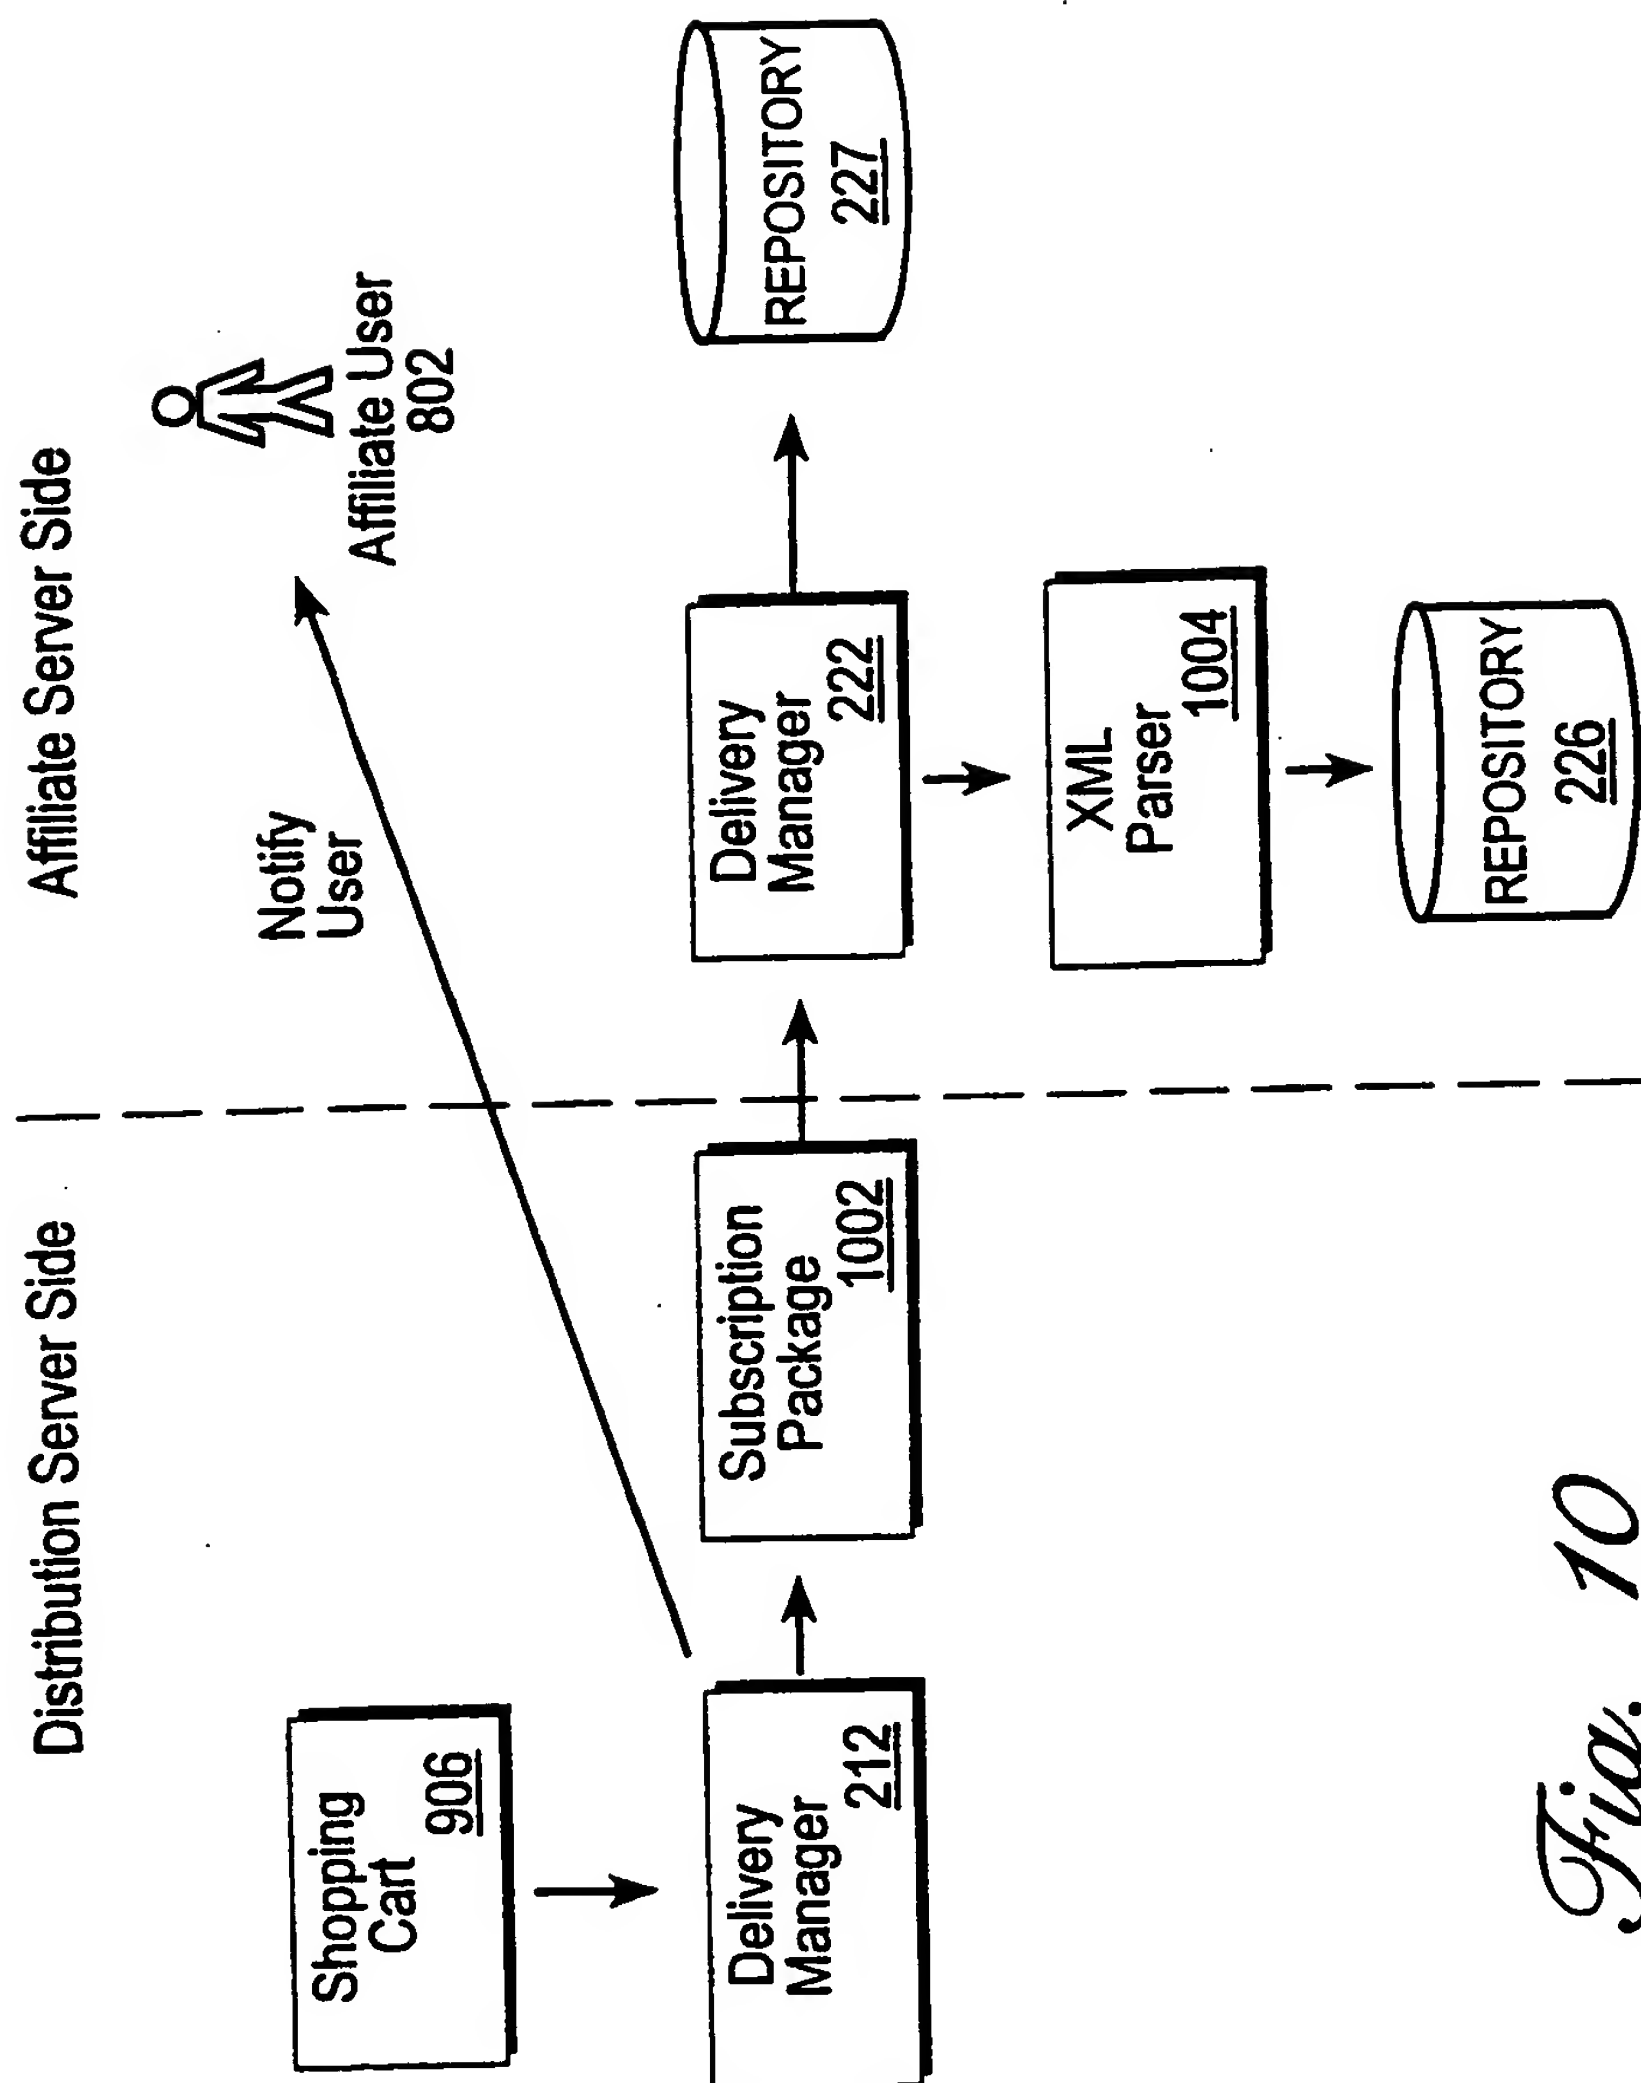 Distribution Server Side
Affiliate Server Side
Shopping
Cart
906
Notify
User
Affiliate User
802
Delivery
Manager
212
Subscription
Package
1002
Delivery
Manager
222
REPOSITORY
227
XML
Parser
1004
REPOSITORY
226
Fig. 10